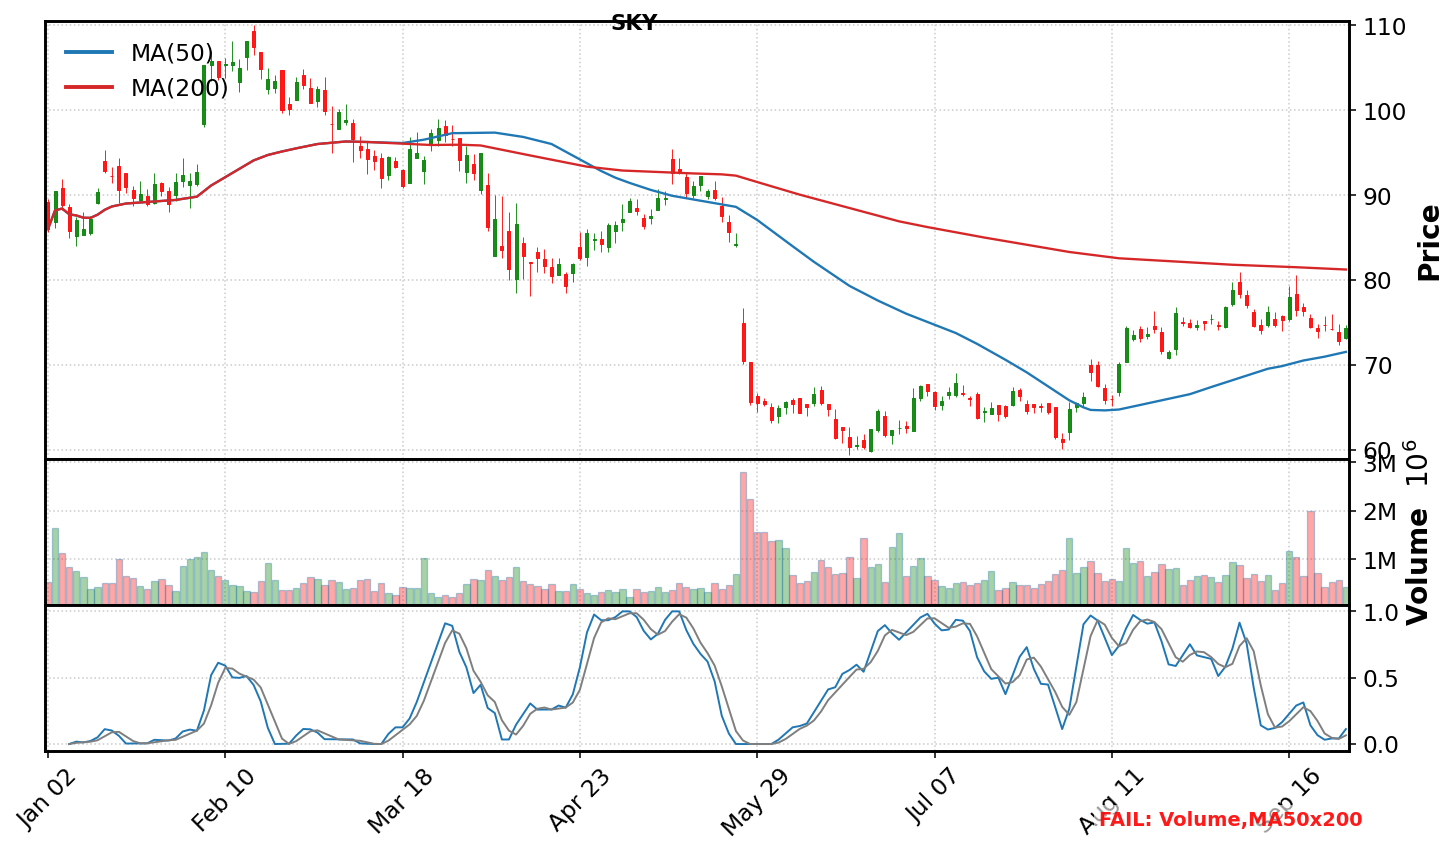 SKY
MA(50)
MA(200)
110
100
90
80
70
60
Price
3M
2M
1M
Volume 10^6
1.0
0.5
0.0
Jan 02
Feb 10
Mar 18
Apr 23
May 29
Jul 07
Aug 11
Sep 16
FAIL: Volume,MA50x200